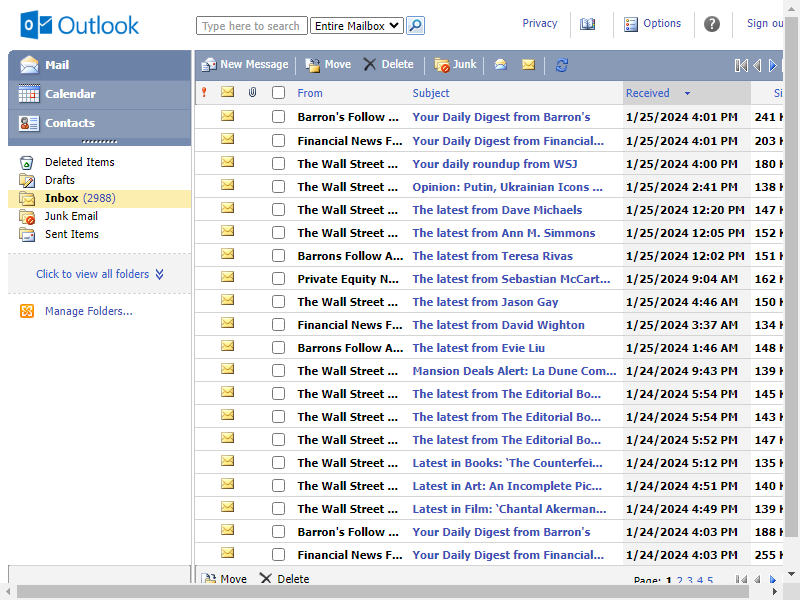 Outlook
Type here to search Entire Mailbox Privacy Options Sign ou
Mail New Message Move Delete Junk
Calendar From Subject Received Si
Contacts
Deleted Items
Drafts
Inbox (2988)
Junk Email
Sent Items
Click to view all folders
Manage Folders...
Barron's Follow ... Your Daily Digest from Barron's 1/25/2024 4:01 PM 241 K
Financial News F... Your Daily Digest from Financial... 1/25/2024 4:01 PM 203 K
The Wall Street ... Your daily roundup from WSJ 1/25/2024 4:00 PM 180 K
The Wall Street ... Opinion: Putin, Ukrainian Icons ... 1/25/2024 2:41 PM 138 K
The Wall Street ... The latest from Dave Michaels 1/25/2024 12:20 PM 147 K
The Wall Street ... The latest from Ann M. Simmons 1/25/2024 12:05 PM 152 K
Barrons Follow A... The latest from Teresa Rivas 1/25/2024 12:02 PM 151 K
Private Equity N... The latest from Sebastian McCart... 1/25/2024 9:04 AM 162 K
The Wall Street ... The latest from Jason Gay 1/25/2024 4:46 AM 150 K
Financial News F... The latest from David Wighton 1/25/2024 3:37 AM 134 K
Barrons Follow A... The latest from Evie Liu 1/25/2024 1:46 AM 148 K
The Wall Street ... Mansion Deals Alert: La Dune Com... 1/24/2024 9:43 PM 139 K
The Wall Street ... The latest from The Editorial Bo... 1/24/2024 5:54 PM 145 K
The Wall Street ... The latest from The Editorial Bo... 1/24/2024 5:54 PM 143 K
The Wall Street ... The latest from The Editorial Bo... 1/24/2024 5:52 PM 147 K
The Wall Street ... Latest in Books: ‘The Counterfei... 1/24/2024 5:12 PM 135 K
The Wall Street ... Latest in Art: An Incomplete Pic... 1/24/2024 4:51 PM 140 K
The Wall Street ... Latest in Film: ‘Chantal Akerman... 1/24/2024 4:49 PM 139 K
Barron's Follow ... Your Daily Digest from Barron's 1/24/2024 4:03 PM 188 K
Financial News F... Your Daily Digest from Financial... 1/24/2024 4:03 PM 255 K
Move Delete Page: 1 2 3 4 5